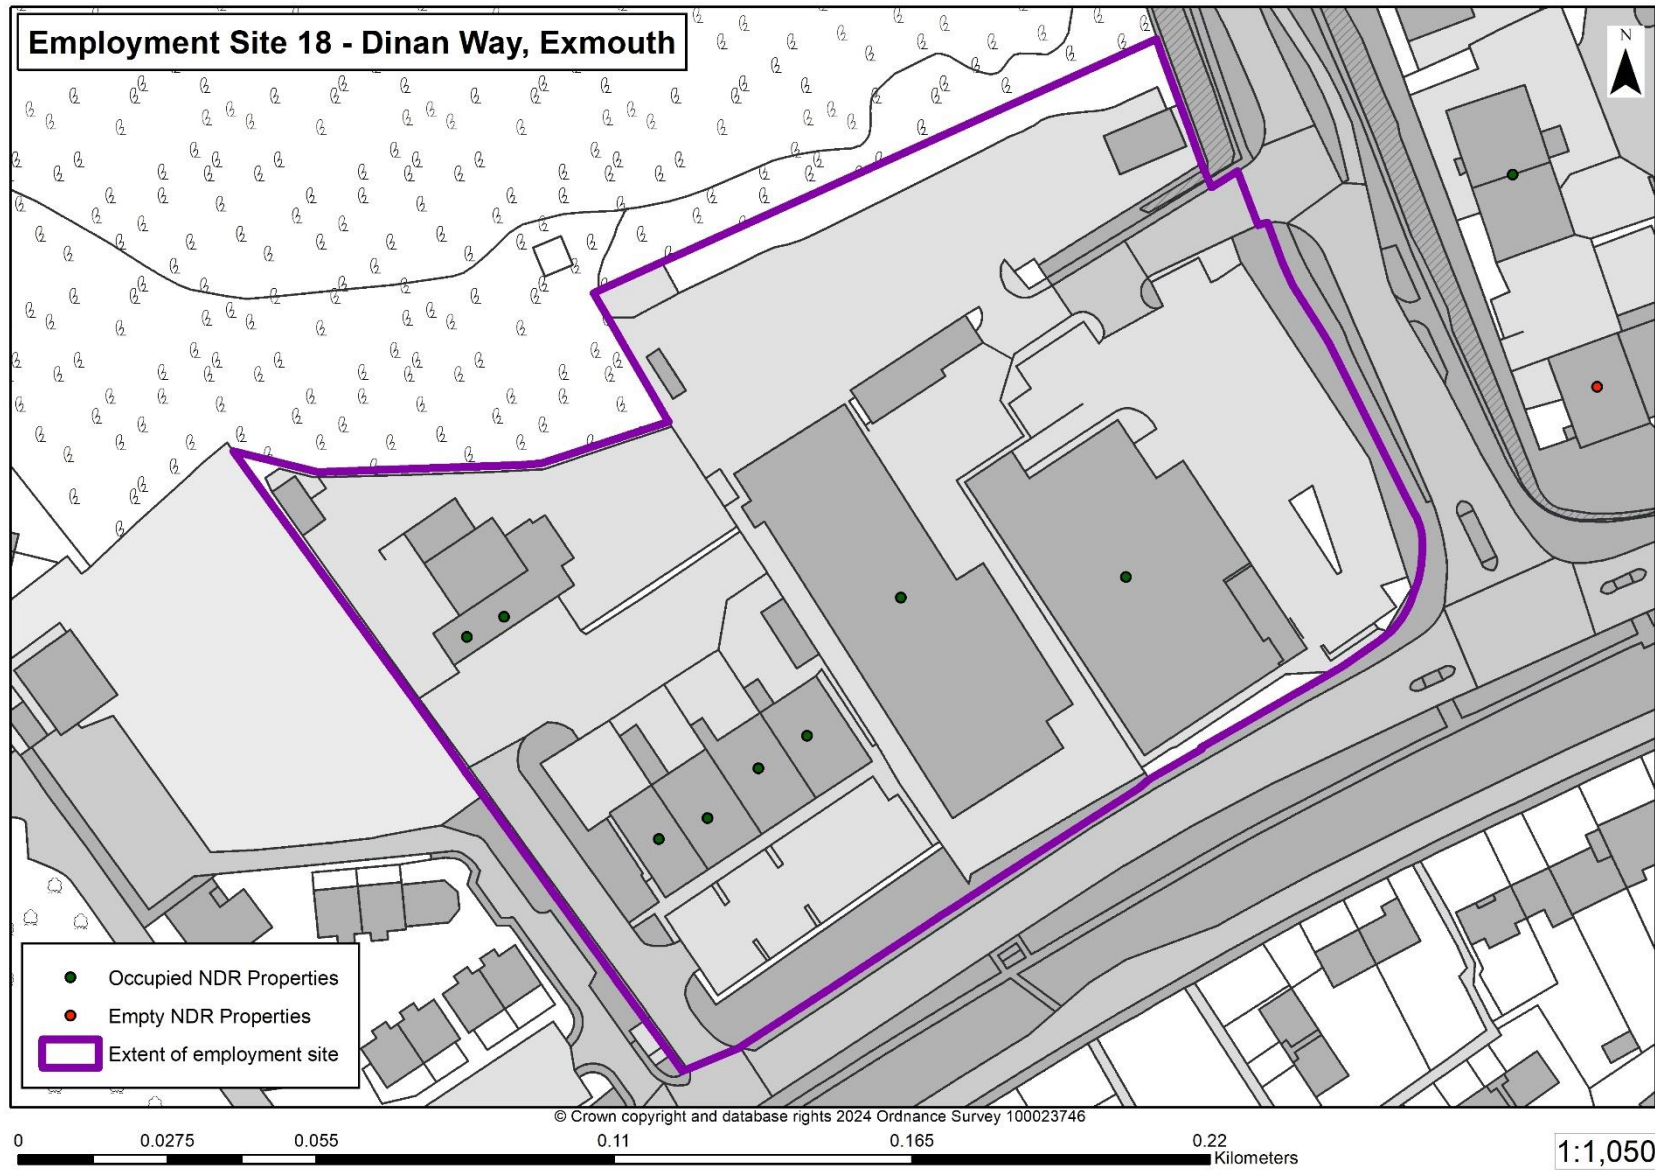 Employment Site 18 - Dinan Way, Exmouth
N
Occupied NDR Properties
Empty NDR Properties
Extent of employment site
© Crown copyright and database rights 2024 Ordnance Survey 100023746
0 0.0275 0.055 0.11 0.165 0.22
Kilometers
1:1,050